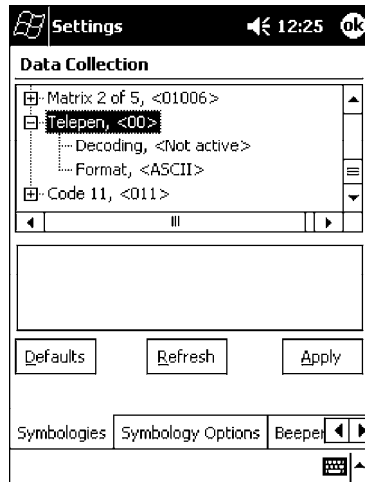 Settings 12:25 ok
Data Collection
Matrix 2 of 5, <01006>
Telepen, <00>
Decoding, <Not active>
Format, <ASCII>
Code 11, <011>
Defaults Refresh Apply
Symbologies Symbology Options Beeper